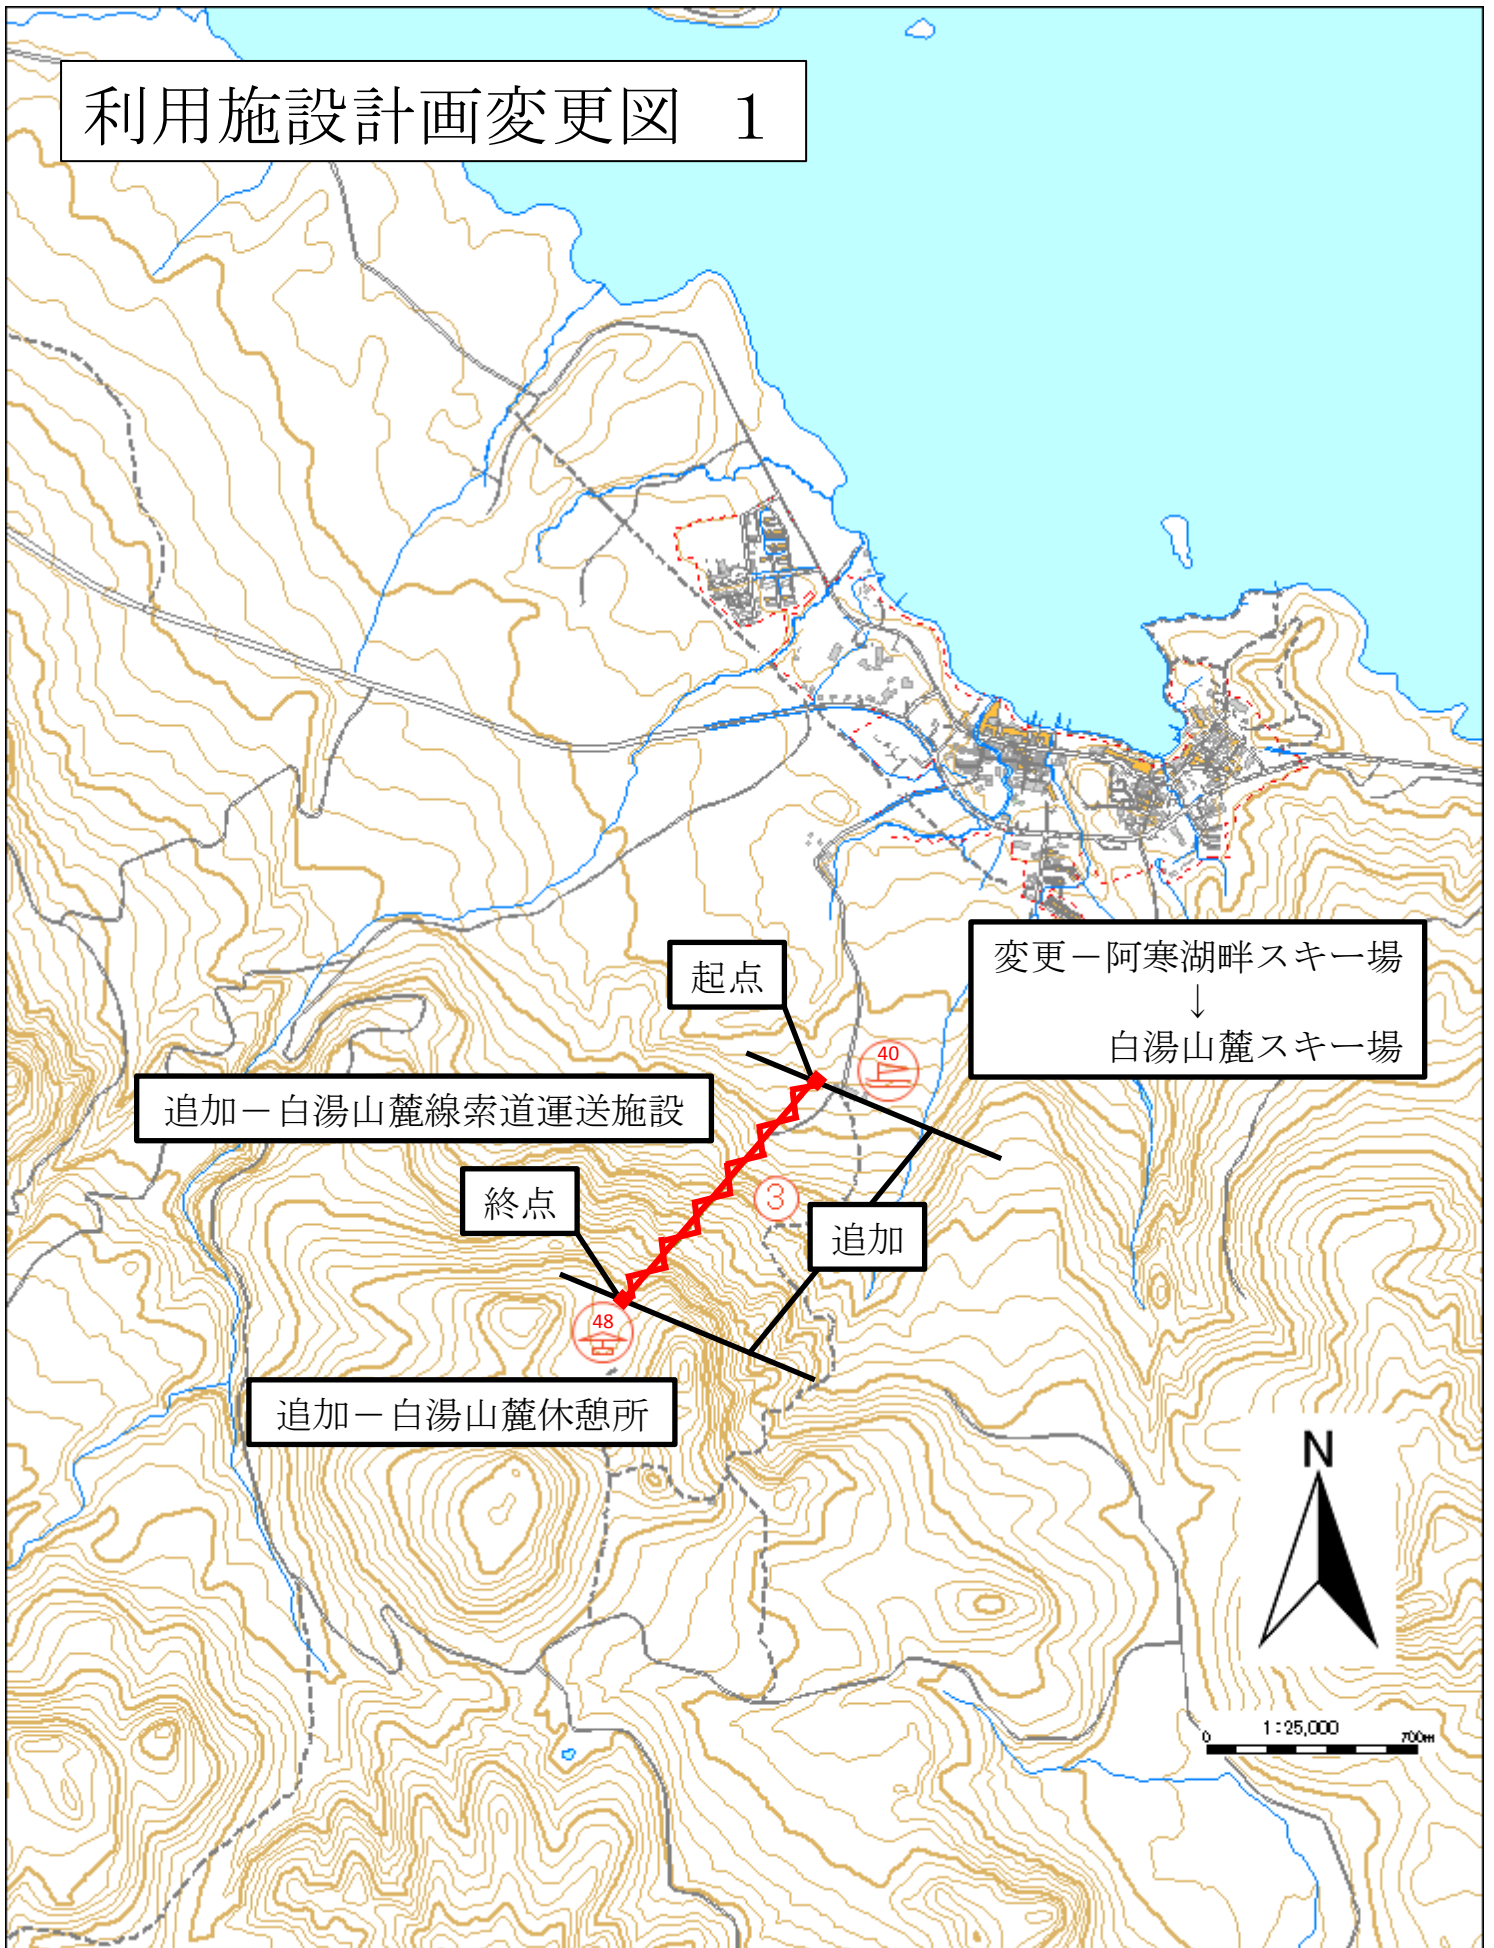 利用施設計画変更図　1
起点
変更－阿寒湖畔スキー場
↓
白湯山麓スキー場
40
追加－白湯山麓線索道運送施設
終点
3
追加
48
追加－白湯山麓休憩所
N
1:25,000
0
700m